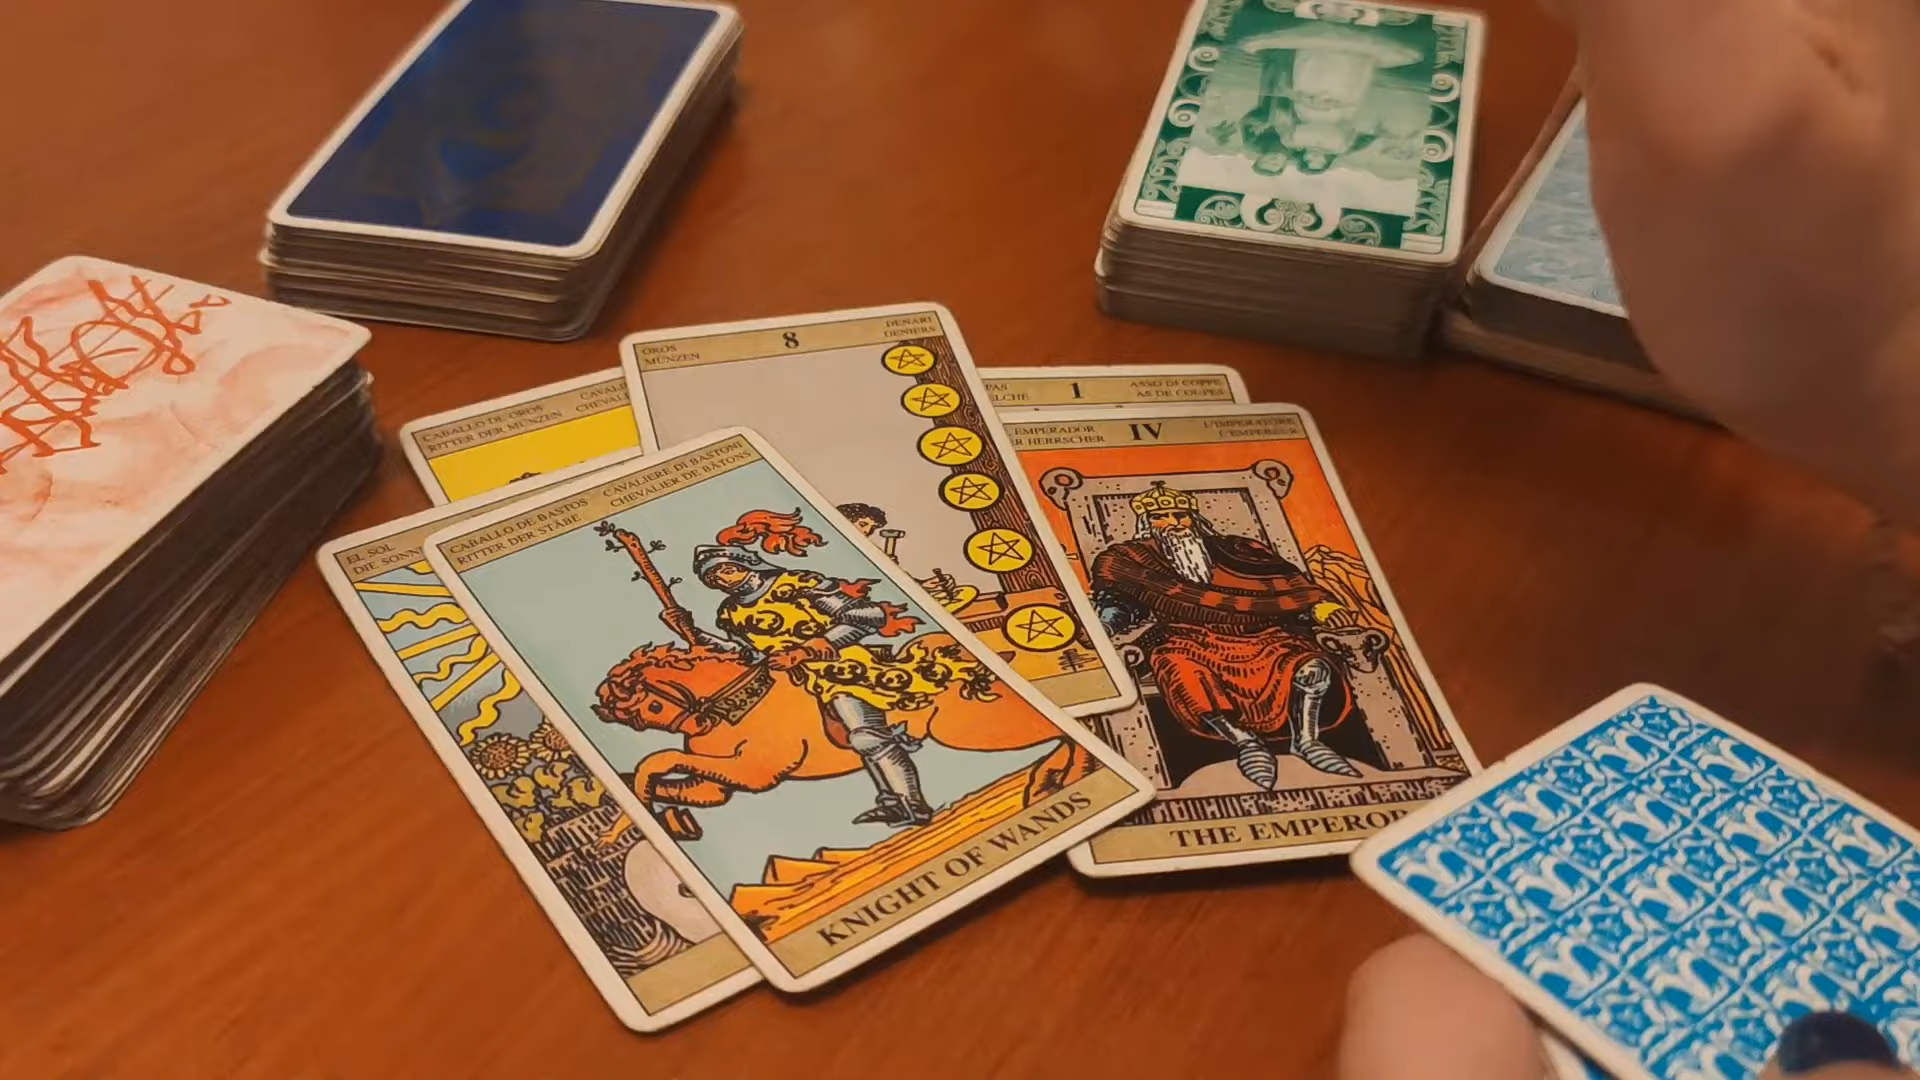 OROS
MÜNZEN
8
DENARI
DENIERS
CABALLO DE OROS
RITTER DER MÜNZEN
1
ASSO DI COPPE
AS DE COUPES
EMPERADOR
HERRSCHER
IV
L'IMPERATORE
L'EMPEREUR
THE EMPEROR
EL SOL
DIE SONNE
CABALLO DE BASTOS
RITTER DER STÄBE
CAVALIERE DI BASTONI
CHEVALIER DE BÂTONS
KNIGHT OF WANDS